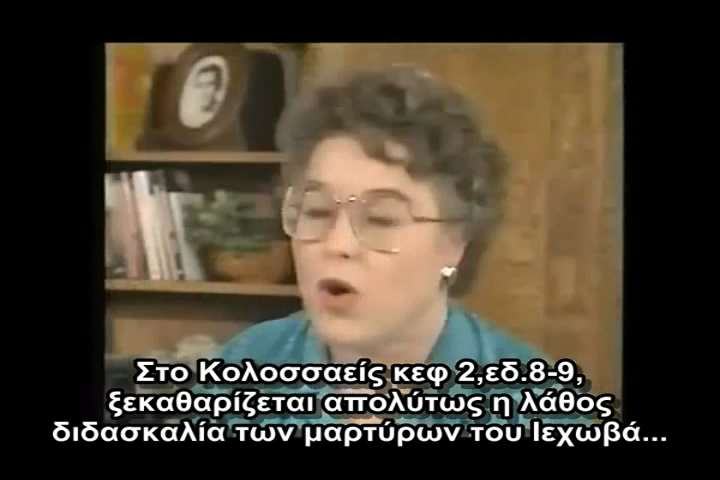 Στο Κολοσσαείς κεφ 2,εδ.8-9,
ξεκαθαρίζεται απολύτως η λάθος
διδασκαλία των μαρτύρων του Ιεχωβά...